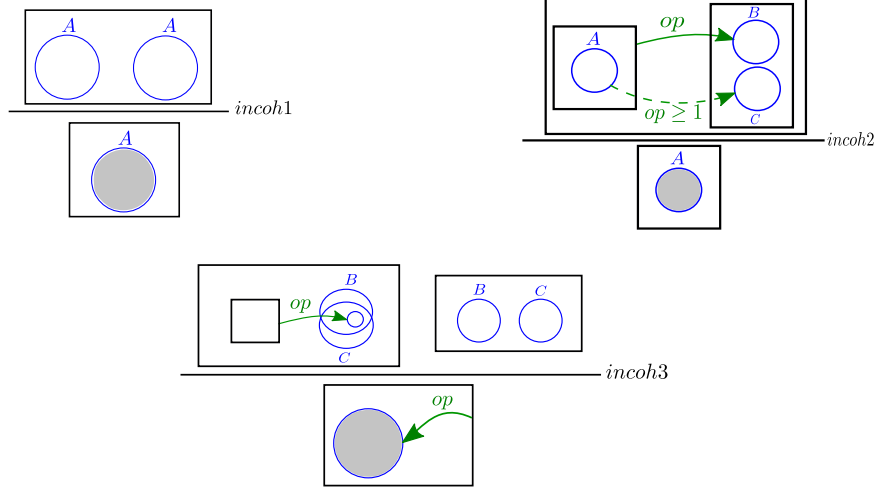 A A
incoh1
A
A op B
op ≥ 1 C
incoh2
A
op B
C
B C
incoh3
op